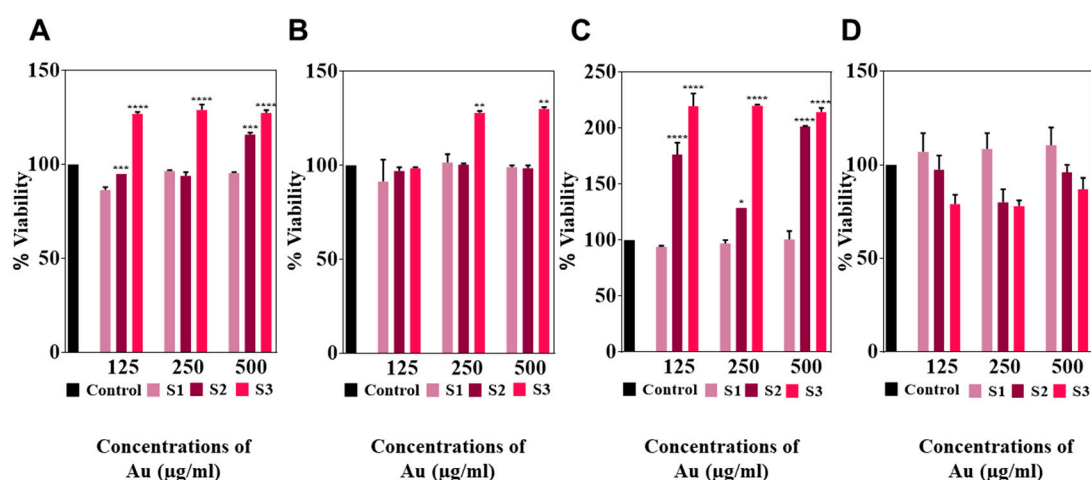 A
B
C
D
% Viability
150
100
50
0
***
****
****
***
****
125
250
500
Control S1 S2 S3
Concentrations of
Au (µg/ml)
% Viability
150
100
50
0
**
**
125
250
500
Control S1 S2 S3
Concentrations of
Au (µg/ml)
% Viability
250
200
150
100
50
0
****
****
*
****
****
****
125
250
500
Control S1 S2 S3
Concentrations of
Au (µg/ml)
% Viability
150
100
50
0
125
250
500
Control S1 S2 S3
Concentrations of
Au (µg/ml)